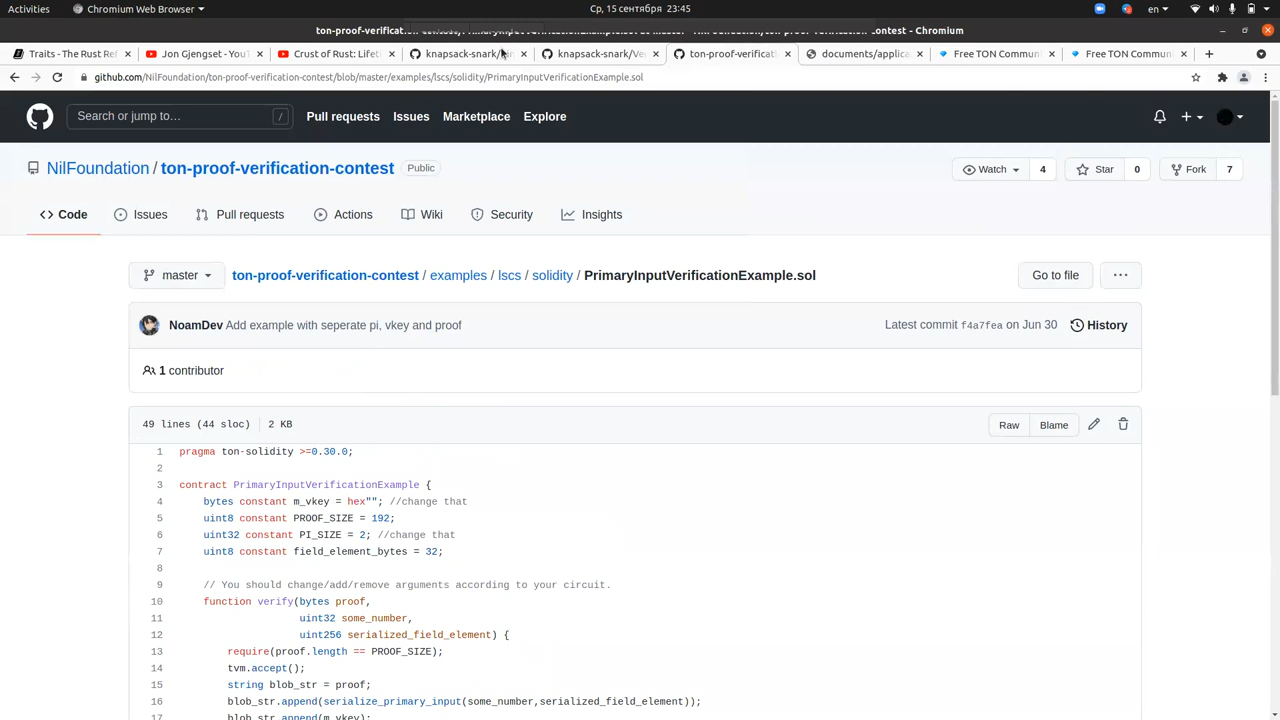 Activities Chromium Web Browser Ср, 15 сентября 23:45 en
Traits - The Rust Re Jon Gjengset - YouT Crust of Rust: Lifeti knapsack-snark/ knapsack-snark/Ve ton-proof-verificati documents/applica Free TON Commun Free TON Commun
github.com/NilFoundation/ton-proof-verification-contest/blob/master/examples/lscs/solidity/PrimaryInputVerificationExample.sol
Search or jump to… / Pull requests Issues Marketplace Explore
NilFoundation / ton-proof-verification-contest Public Watch 4 Star 0 Fork 7
Code Issues Pull requests Actions Wiki Security Insights
master ton-proof-verification-contest / examples / lscs / solidity / PrimaryInputVerificationExample.sol Go to file ...
NoamDev Add example with seperate pi, vkey and proof Latest commit f4a7fea on Jun 30 History
1 contributor
49 lines (44 sloc) 2 KB Raw Blame
1 pragma ton-solidity >=0.30.0;
2
3 contract PrimaryInputVerificationExample {
4 bytes constant m_vkey = hex""; //change that
5 uint8 constant PROOF_SIZE = 192;
6 uint32 constant PI_SIZE = 2; //change that
7 uint8 constant field_element_bytes = 32;
8
9 // You should change/add/remove arguments according to your circuit.
10 function verify(bytes proof,
11 uint32 some_number,
12 uint256 serialized_field_element) {
13 require(proof.length == PROOF_SIZE);
14 tvm.accept();
15 string blob_str = proof;
16 blob_str.append(serialize_primary_input(some_number,serialized_field_element));
17 blob_str.append(m_vkey);